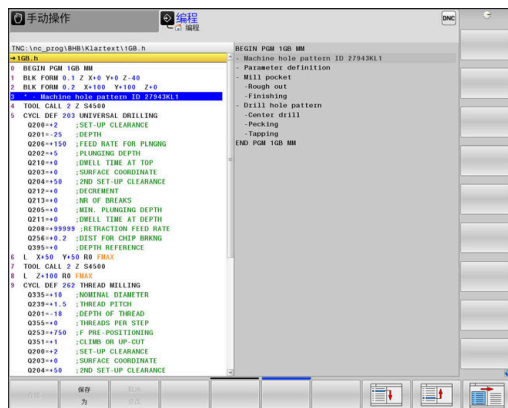 手动操作
编程
编程
DNC
TNC:\nc_prog\BHB\Klartext\1GB.h
→1GB.h
0 BEGIN PGM 1GB MM
1 BLK FORM 0.1 Z X+0 Y+0 Z-40
2 BLK FORM 0.2 X+100 Y+100 Z+0
3 * - Machine hole pattern ID 27943KL1
4 TOOL CALL 2 Z S4500
5 CYCL DEF 203 UNIVERSAL DRILLING
Q200=+2 ;SET-UP CLEARANCE
Q201=-25 ;DEPTH
Q206=+150 ;FEED RATE FOR PLNGNG
Q202=+5 ;PLUNGING DEPTH
Q210=+0 ;DWELL TIME AT TOP
Q203=+0 ;SURFACE COORDINATE
Q204=+50 ;2ND SET-UP CLEARANCE
Q212=+0 ;DECREMENT
Q213=+0 ;NR OF BREAKS
Q205=+0 ;MIN. PLUNGING DEPTH
Q211=+0 ;DWELL TIME AT DEPTH
Q208=+99999 ;RETRACTION FEED RATE
Q256=+0.2 ;DIST FOR CHIP BRKNG
Q395=+0 ;DEPTH REFERENCE
6 L X+50 Y+50 R0 FMAX
7 TOOL CALL 2 Z S4500
8 L Z+100 R0 FMAX
9 CYCL DEF 262 THREAD MILLING
Q335=+10 ;NOMINAL DIAMETER
Q239=+1.5 ;THREAD PITCH
Q201=-18 ;DEPTH OF THREAD
Q355=+0 ;THREADS PER STEP
Q253=+750 ;F PRE-POSITIONING
Q351=+1 ;CLIMB OR UP-CUT
Q200=+2 ;SET-UP CLEARANCE
Q203=+0 ;SURFACE COORDINATE
Q204=+50 ;2ND SET-UP CLEARANCE
BEGIN PGM 1GB MM
- Machine hole pattern ID 27943KL1
- Parameter definition
- Mill pocket
-Rough out
-Finishing
- Drill hole pattern
-Center drill
-Pecking
-Tapping
END PGM 1GB MM
保存
为